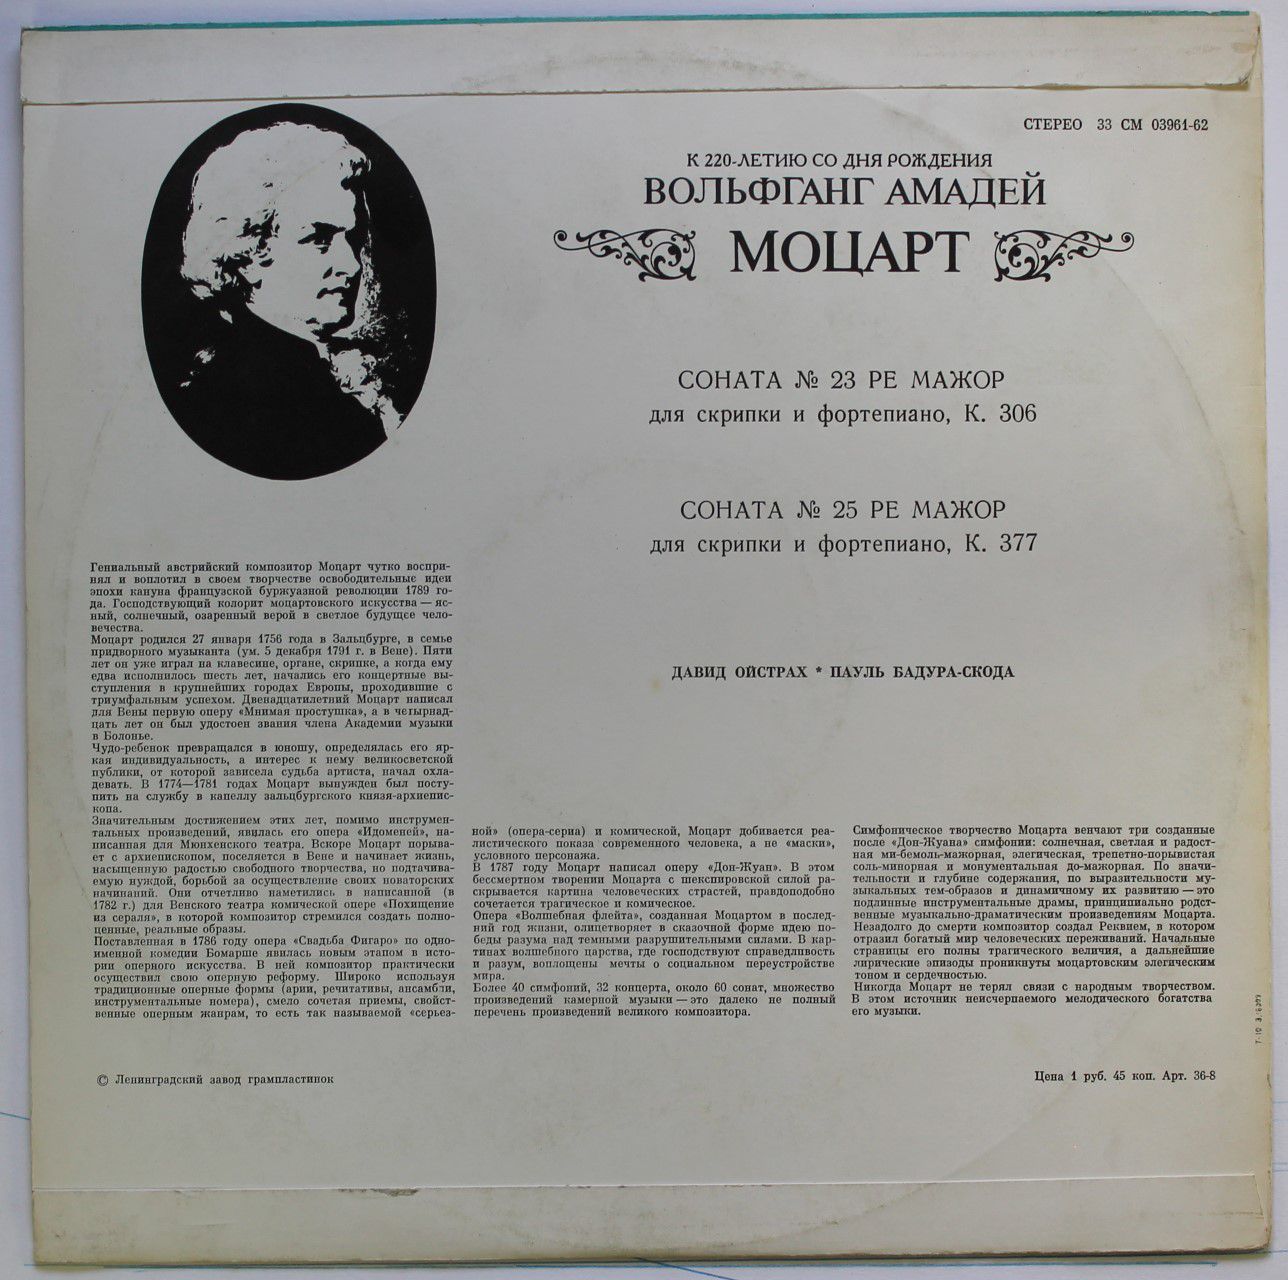 СТЕРЕО 33 СМ 03961-62
К 220-ЛЕТИЮ СО ДНЯ РОЖДЕНИЯ
ВОЛЬФГАНГ АМАДЕЙ
МОЦАРТ
СОНАТА № 23 РЕ МАЖОР
для скрипки и фортепиано, К. 306
СОНАТА № 25 РЕ МАЖОР
для скрипки и фортепиано, К. 377
ДАВИД ОЙСТРАХ * ПАУЛЬ БАДУРА-СКОДА
Гениальный австрийский композитор Моцарт чутко воспри-
нял и воплотил в своем творчестве освободительные идеи
эпохи кануна французской буржуазной революции 1789 го-
да. Господствующий колорит моцартовского искусства — яс-
ный, солнечный, озаренный верой в светлое будущее чело-
вечества.
Моцарт родился 27 января 1756 года в Зальцбурге, в семье
придворного музыканта (ум. 5 декабря 1791 г. в Вене). Пяти
лет он уже играл на клавесине, органе, скрипке, а когда ему
едва исполнилось шесть лет, начались его концертные вы-
ступления в крупнейших городах Европы, проходившие с
триумфальным успехом. Двенадцатилетний Моцарт написал
для Вены первую оперу «Мнимая простушка», а в четырнад-
цать лет он был удостоен звания члена Академии музыки
в Болонье.
Чудо-ребенок превращался в юношу, определялась его яр-
кая индивидуальность, а интерес к нему великосветской
публики, от которой зависела судьба артиста, начал охла-
девать. В 1774—1781 годах Моцарт вынужден был посту-
пить на службу в капеллу зальцбургского князя-архиепис-
копа.
Значительным достижением этих лет, помимо инструмен-
тальных произведений, явилась его опера «Идоменей», на-
писанная для Мюнхенского театра. Вскоре Моцарт порыва-
ет с архиепископом, поселяется в Вене и начинает жизнь,
насыщенную радостью свободного творчества, но подтачива-
емую нуждой, борьбой за осуществление своих новаторских
начинаний. Они отчетливо наметились в написанной (в
1782 г.) для Венского театра комической опере «Похищение
из сераля», в которой композитор стремился создать полно-
ценные, реальные образы.
Поставленная в 1786 году опера «Свадьба Фигаро» по одно-
именной комедии Бомарше явилась новым этапом в исто-
рии оперного искусства. В ней композитор практически
осуществил свою оперную реформу. Широко используя
традиционные оперные формы (арии, речитативы, ансамбли,
инструментальные номера), смело сочетая приемы, свойст-
венные оперным жанрам, то есть так называемой «серьез-
ной» (опера-сериа) и комической, Моцарт добивается реа-
листического показа современного человека, а не «маски»,
условного персонажа.
В 1787 году Моцарт написал оперу «Дон-Жуан». В этом
бессмертном творении Моцарта с шекспировской силой ра-
скрывается картина человеческих страстей, правдоподобно
сочетается трагическое и комическое.
Опера «Волшебная флейта», созданная Моцартом в послед-
ний год жизни, олицетворяет в сказочной форме идею по-
беды разума над темными разрушительными силами. В кар-
тинах волшебного царства, где господствуют справедливость
и разум, воплощены мечты о социальном переустройстве
мира.
Более 40 симфоний, 32 концерта, около 60 сонат, множество
произведений камерной музыки — это далеко не полный
перечень произведений великого композитора.
Симфоническое творчество Моцарта венчают три созданные
после «Дон-Жуана» симфонии: солнечная, светлая и радост-
ная ми-бемоль-мажорная, элегическая, трепетно-порывистая
соль-минорная и монументальная до-мажорная. По значи-
тельности и глубине содержания, по выразительности му-
зыкальных тем-образов и динамичному их развитию — это
подлинные инструментальные драмы, принципиально родст-
венные музыкально-драматическим произведениям Моцарта.
Незадолго до смерти композитор создал Реквием, в котором
отразил богатый мир человеческих переживаний. Начальные
страницы его полны трагического величия, а дальнейшие
лирические эпизоды проникнуты моцартовским элегическим
тоном и сердечностью.
Никогда Моцарт не терял связи с народным творчеством.
В этом источник неисчерпаемого мелодического богатства
его музыки.
© Ленинградский завод грампластинок
Цена 1 руб. 45 коп. Арт. 36-8